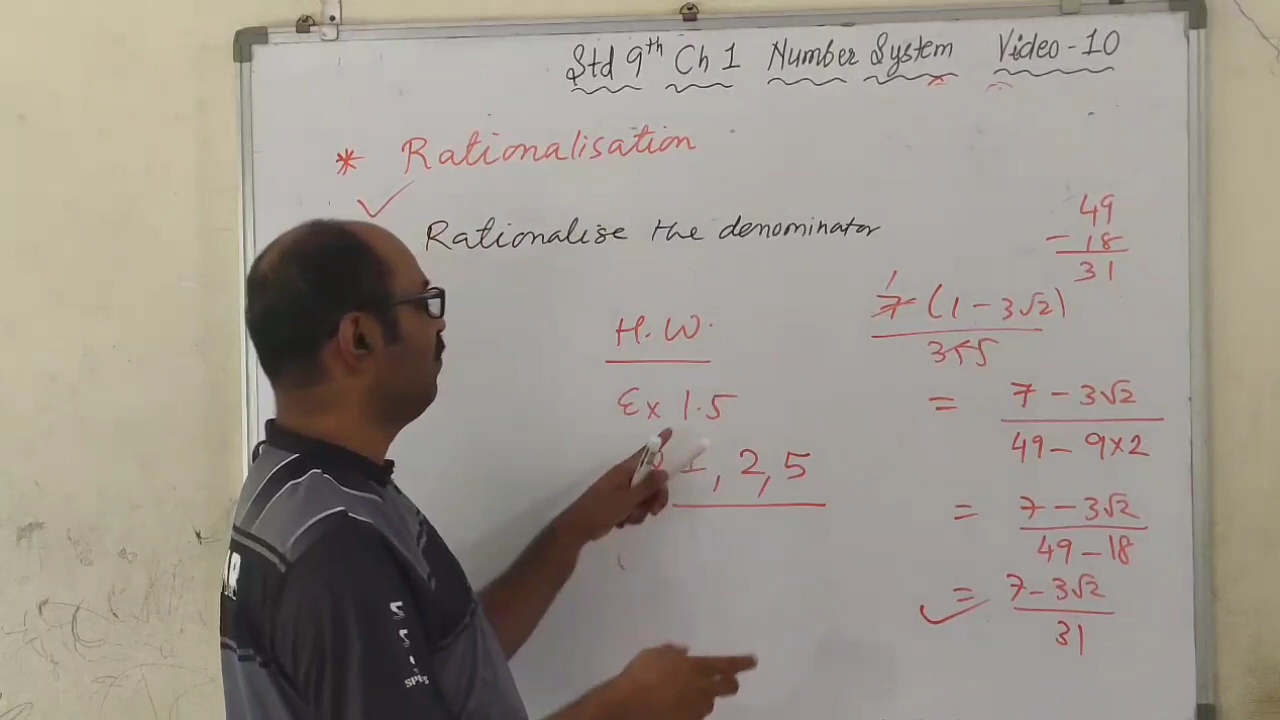 Std 9th Ch 1 Number System Video - 10
* Rationalisation
Rationalise the denominator
H.W.
Ex 1.5
1, 2, 5
49
- 18
31
7 (1 - 3√2)
= 7 - 3√2
49 - 9×2
= 7 - 3√2
49 - 18
= 7 - 3√2
31